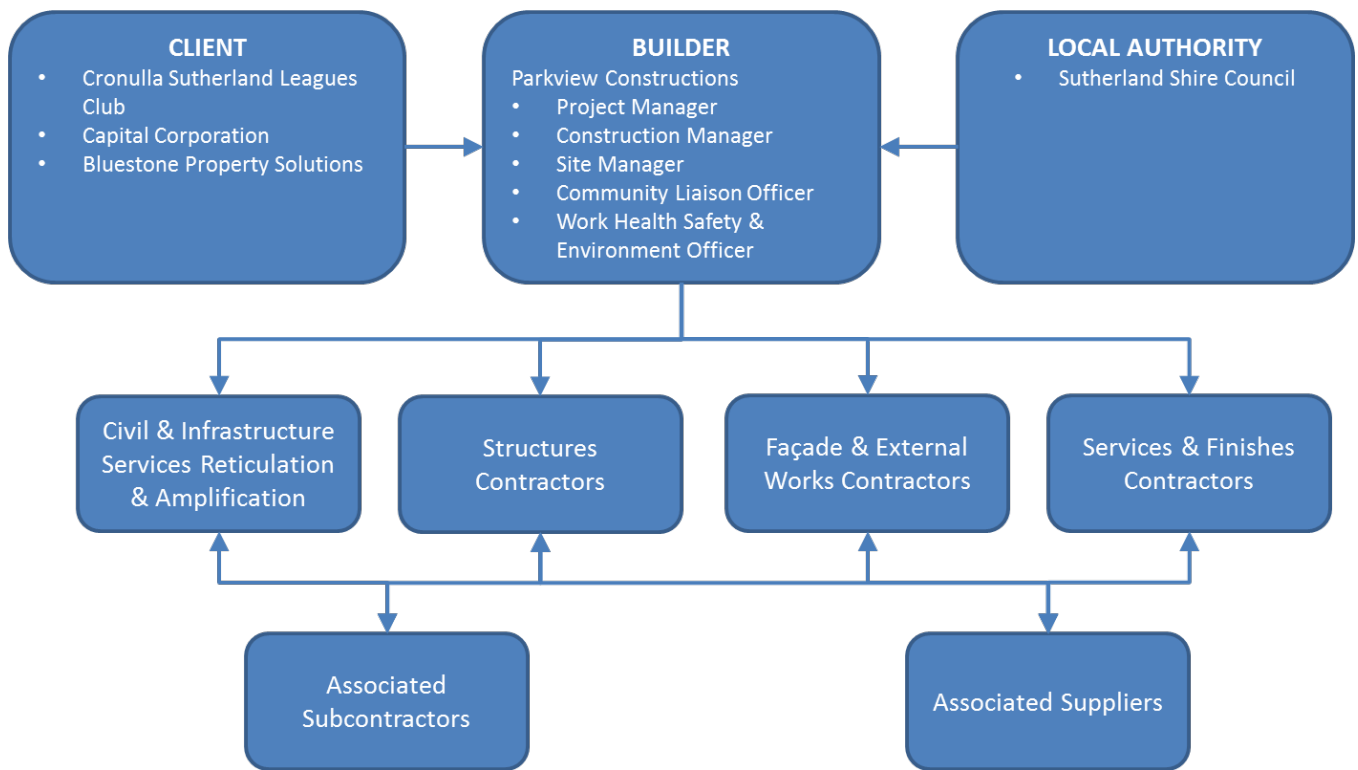 CLIENT
• Cronulla Sutherland Leagues
Club
• Capital Corporation
• Bluestone Property Solutions
BUILDER
Parkview Constructions
• Project Manager
• Construction Manager
• Site Manager
• Community Liaison Officer
• Work Health Safety &
Environment Officer
LOCAL AUTHORITY
• Sutherland Shire Council
Civil & Infrastructure
Services Reticulation
& Amplification
Structures
Contractors
Façade & External
Works Contractors
Services & Finishes
Contractors
Associated
Subcontractors
Associated Suppliers